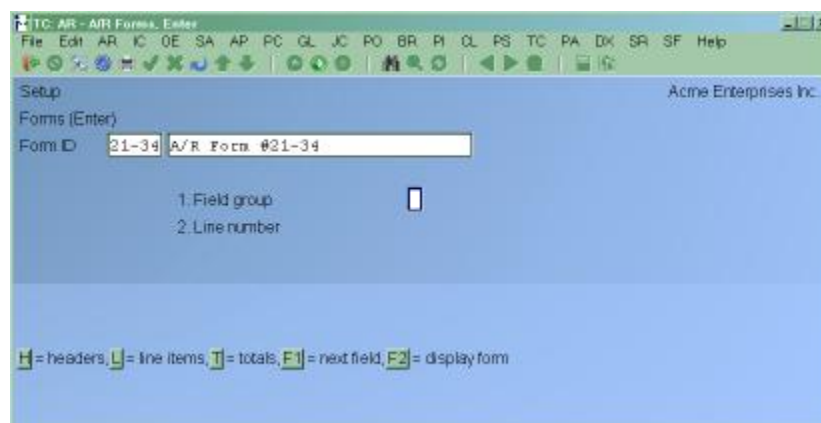 TC: AR - A/R Forms, Enter
File Edit AR IC OE SA AP PC GL JC PO BR PI CL PS TC PA DX SR SF Help
Setup Acme Enterprises Inc.
Forms (Enter)
Form ID 21-34 A/R Form #21-34
1. Field group
2. Line number
H = headers, L = line items, T = totals, F1 = next field, F2 = display form